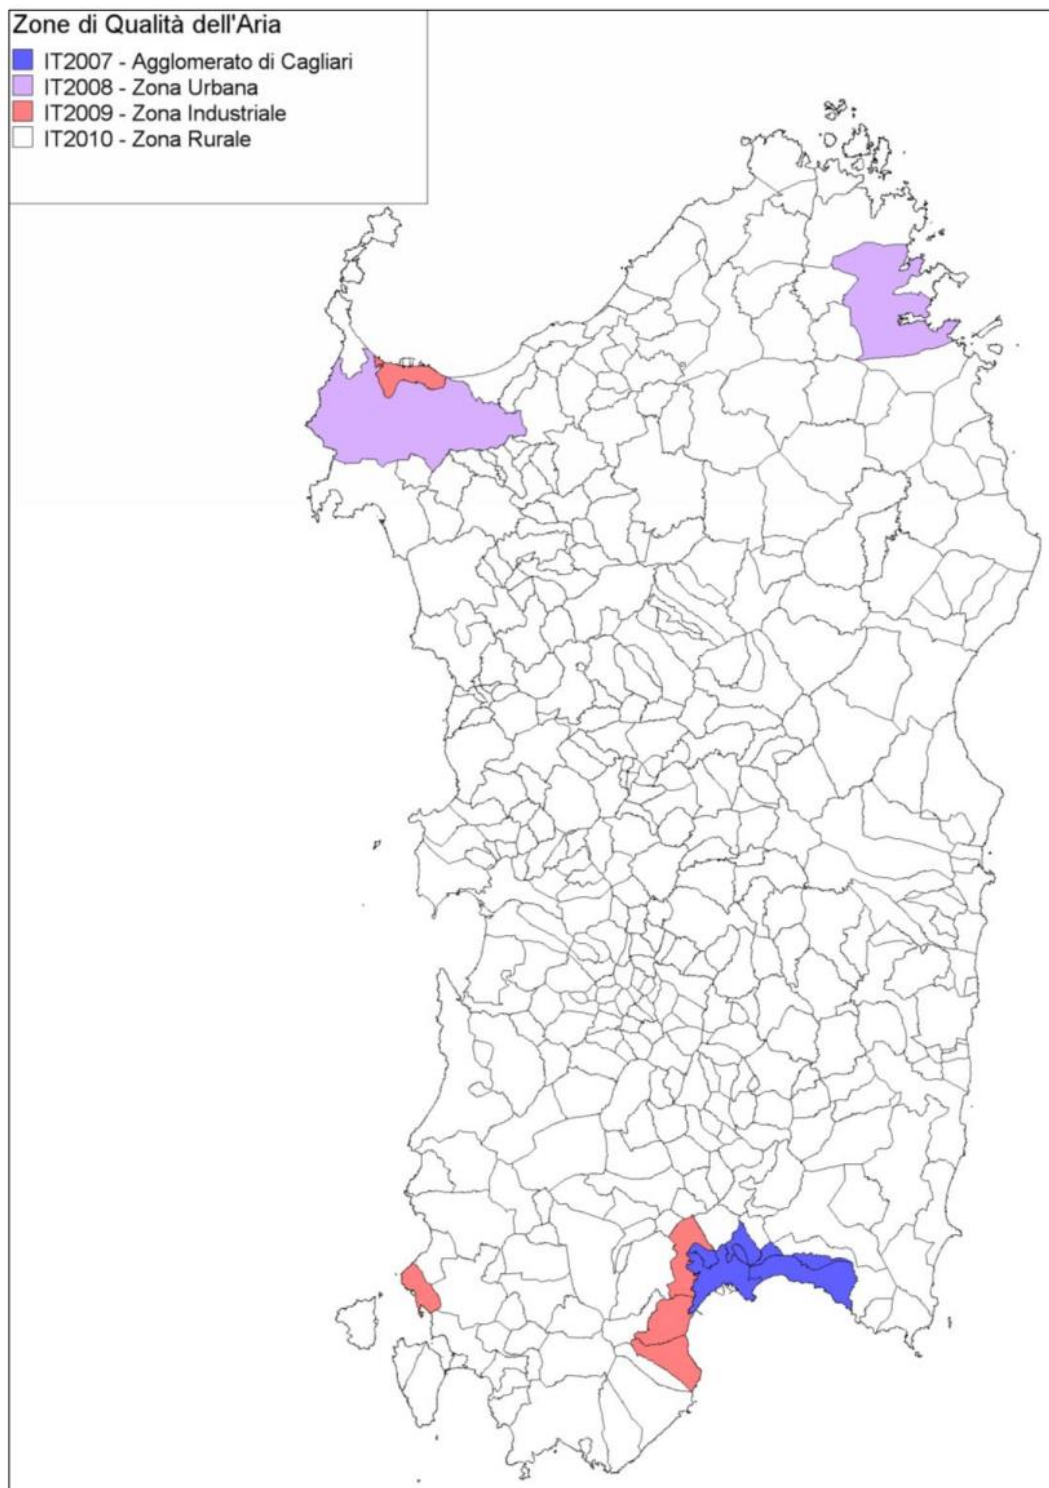 Zone di Qualità dell'Aria
IT2007 - Agglomerato di Cagliari
IT2008 - Zona Urbana
IT2009 - Zona Industriale
IT2010 - Zona Rurale